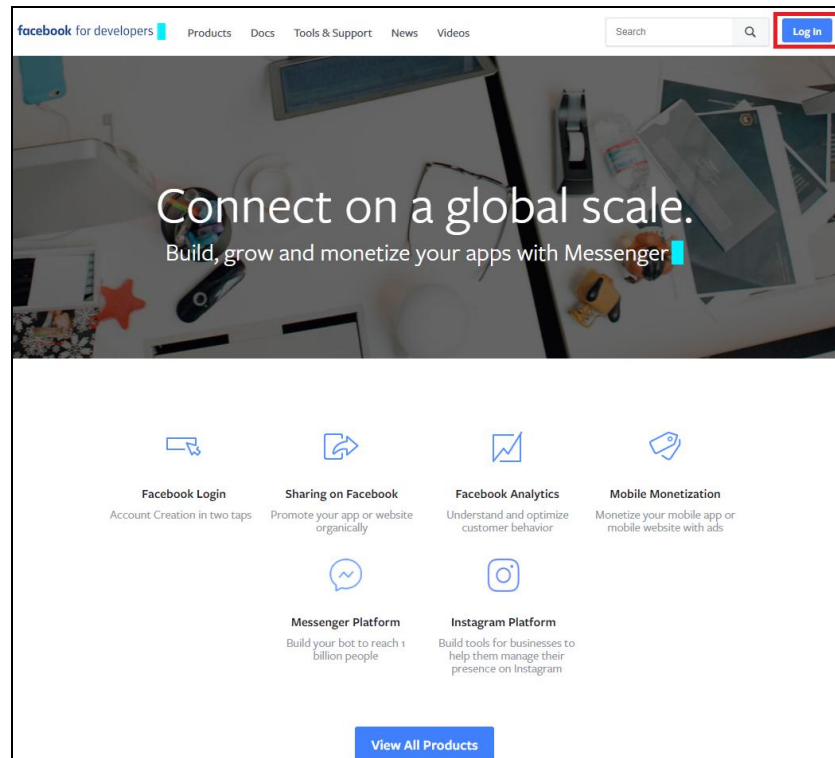 facebook for developers Products Docs Tools & Support News Videos Search Log In
Connect on a global scale.
Build, grow and monetize your apps with Messenger
Facebook Login
Account Creation in two taps
Sharing on Facebook
Promote your app or website
organically
Facebook Analytics
Understand and optimize
customer behavior
Mobile Monetization
Monetize your mobile app or
mobile website with ads
Messenger Platform
Build your bot to reach 1
billion people
Instagram Platform
Build tools for businesses to
help them manage their
presence on Instagram
View All Products